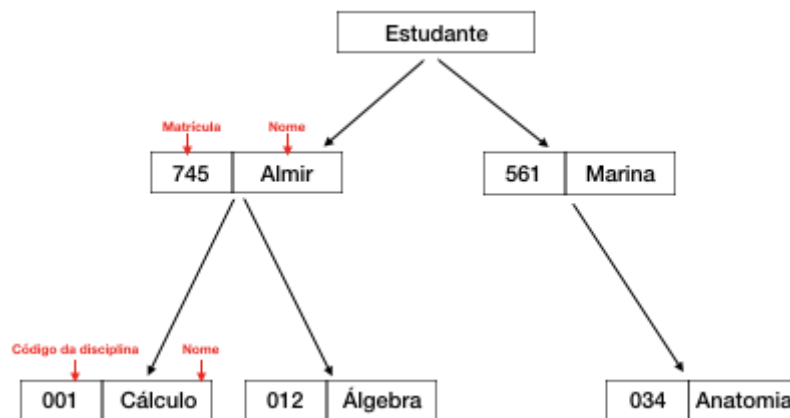 Estudante
Matrícula Nome
745 Almir
561 Marina
Código da disciplina Nome
001 Cálculo
012 Álgebra
034 Anatomia